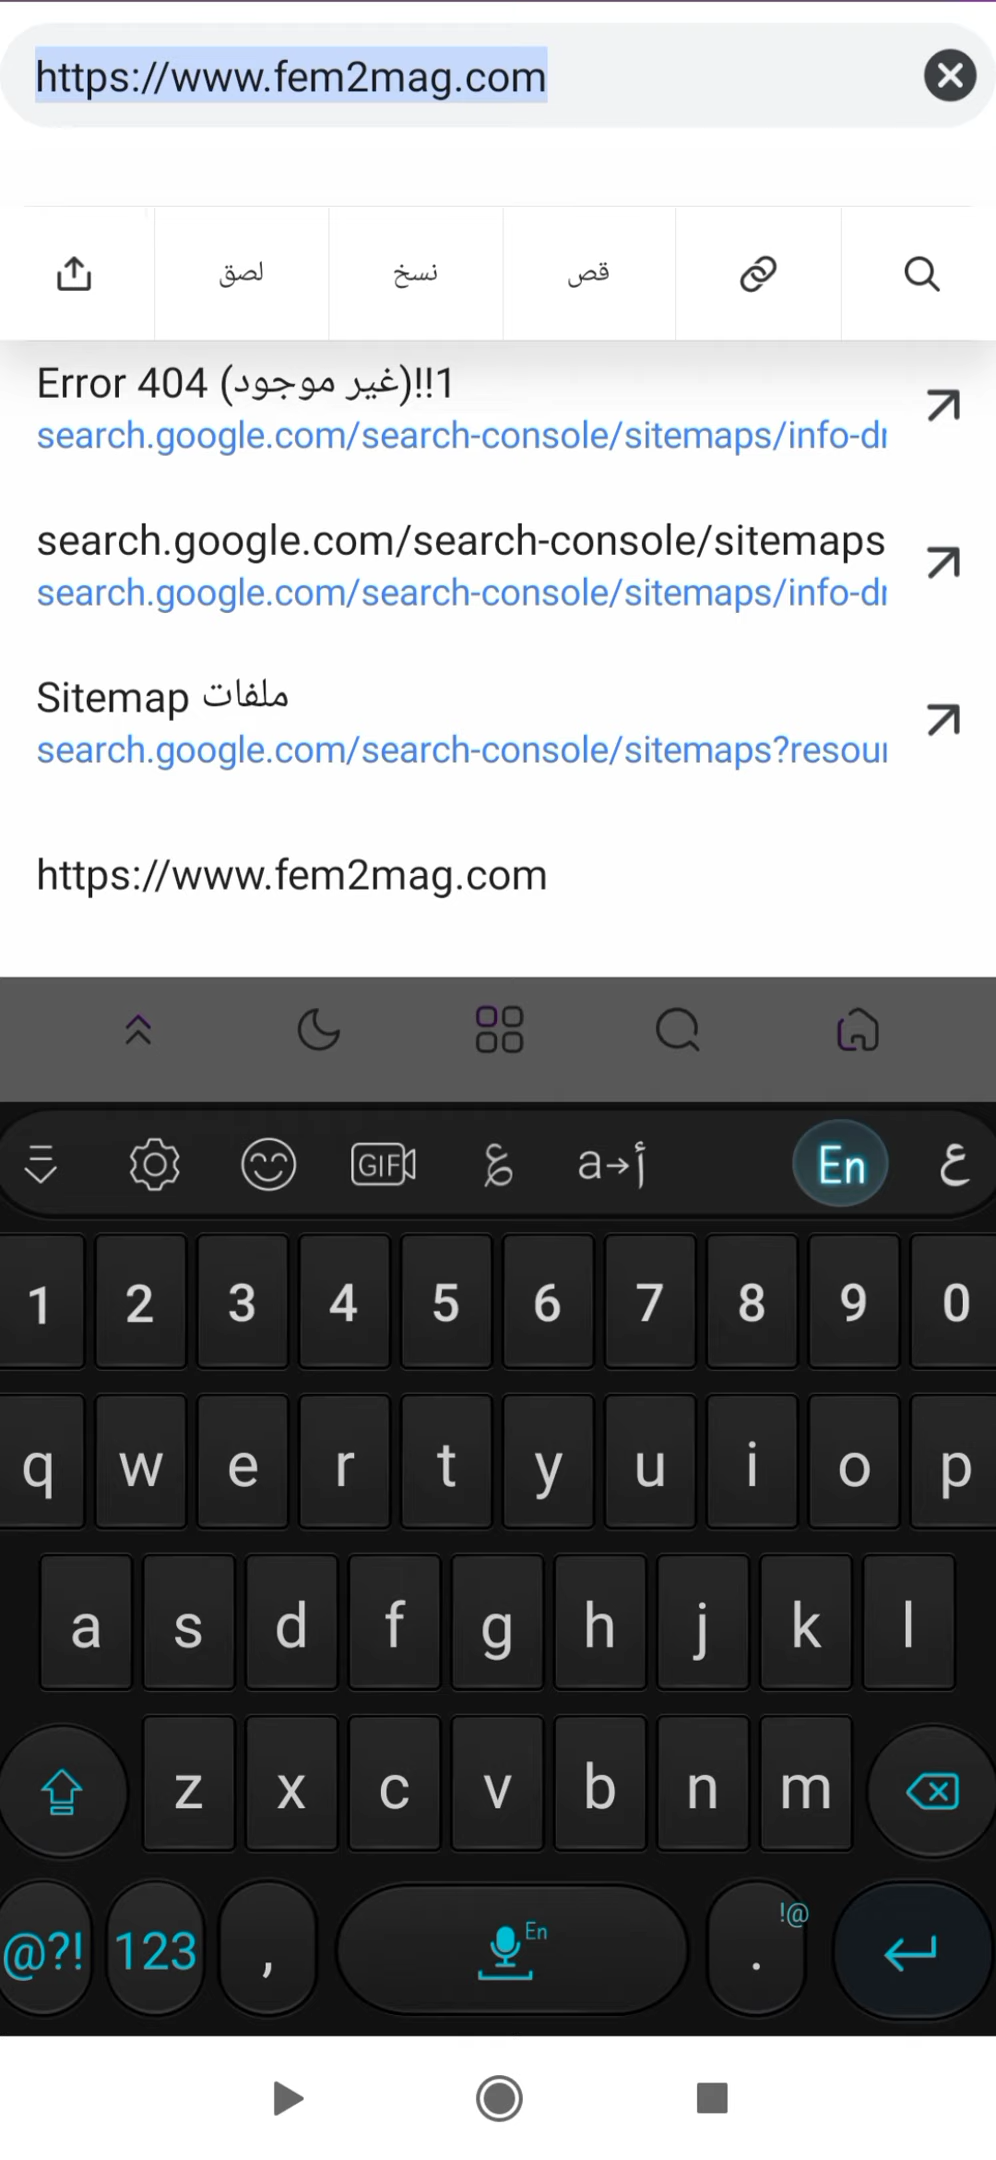 https://www.fem2mag.com
لصق نسخ قص
Error 404 (غير موجود)!!1
search.google.com/search-console/sitemaps/info-dr
search.google.com/search-console/sitemaps
search.google.com/search-console/sitemaps/info-dr
Sitemap ملفات
search.google.com/search-console/sitemaps?resour
https://www.fem2mag.com
GIF a→أ En ع
1 2 3 4 5 6 7 8 9 0
q w e r t y u i o p
a s d f g h j k l
z x c v b n m
@?! 123 , En . !@